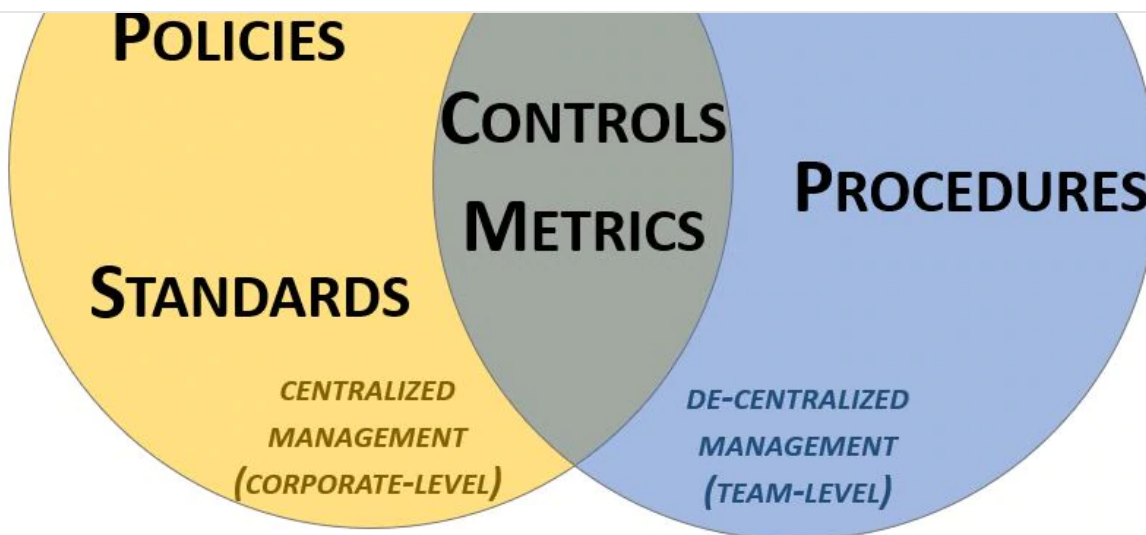 POLICIES
CONTROLS
METRICS
PROCEDURES
STANDARDS
CENTRALIZED
MANAGEMENT
(CORPORATE-LEVEL)
DE-CENTRALIZED
MANAGEMENT
(TEAM-LEVEL)